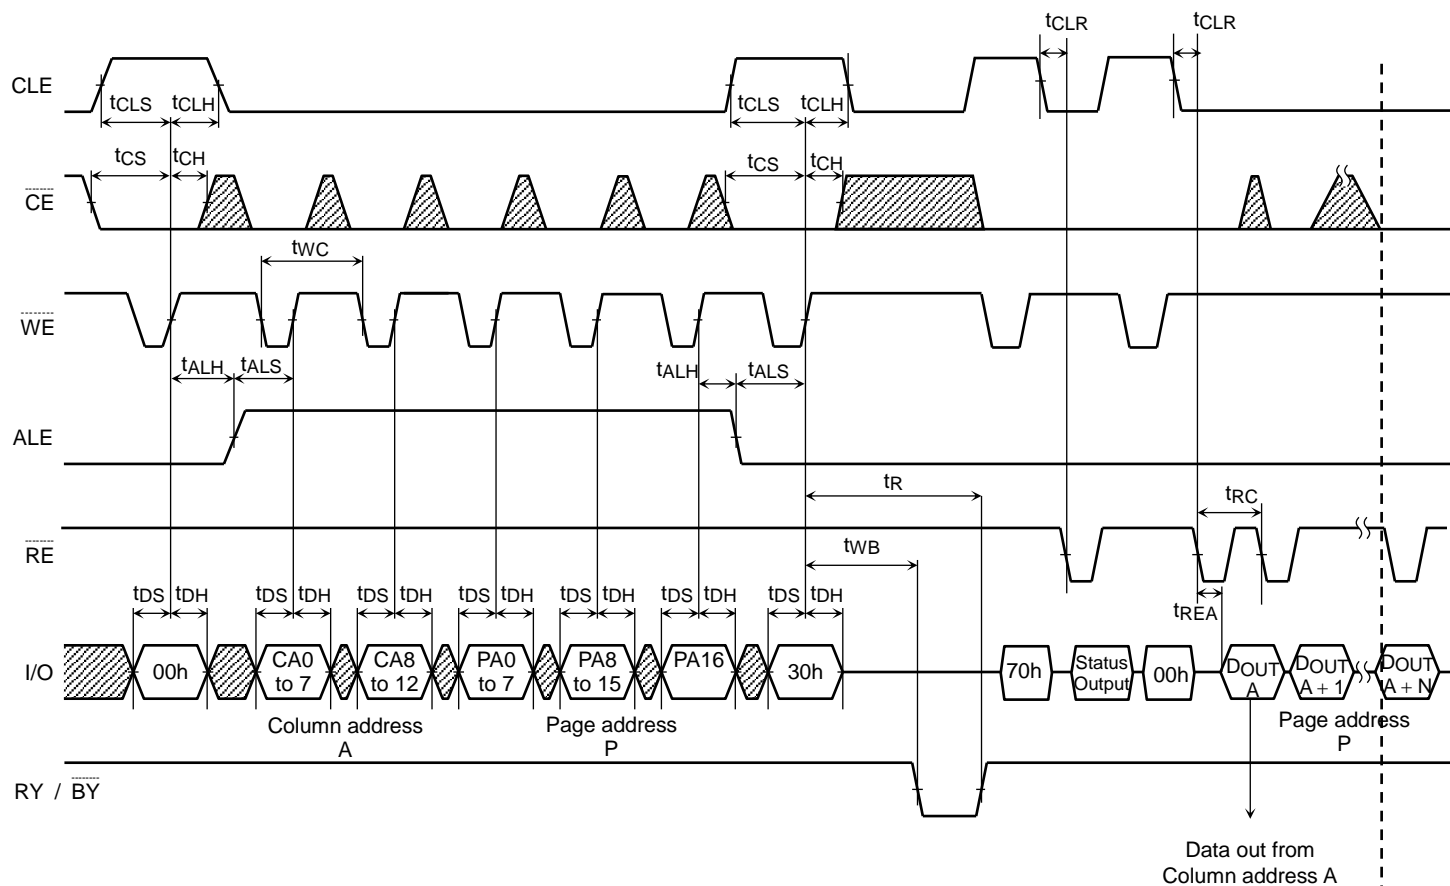 tCLR tCLR
CLE
tCLS tCLH tCLS tCLH
tCS tCH tCS tCH
CE
tWC
WE
tALH tALS tALH tALS
ALE
tR tRC
RE
tWB
tDS tDH tDS tDH tDS tDH tDS tDH tDS tDH tDS tDH tDS tDH
tREA
I/O 00h CA0 to 7 CA8 to 12 PA0 to 7 PA8 to 15 PA16 30h 70h Status Output 00h DOUT A DOUT A + 1 DOUT A + N
Column address A
Page address P
Page address P
RY / BY
Data out from
Column address A